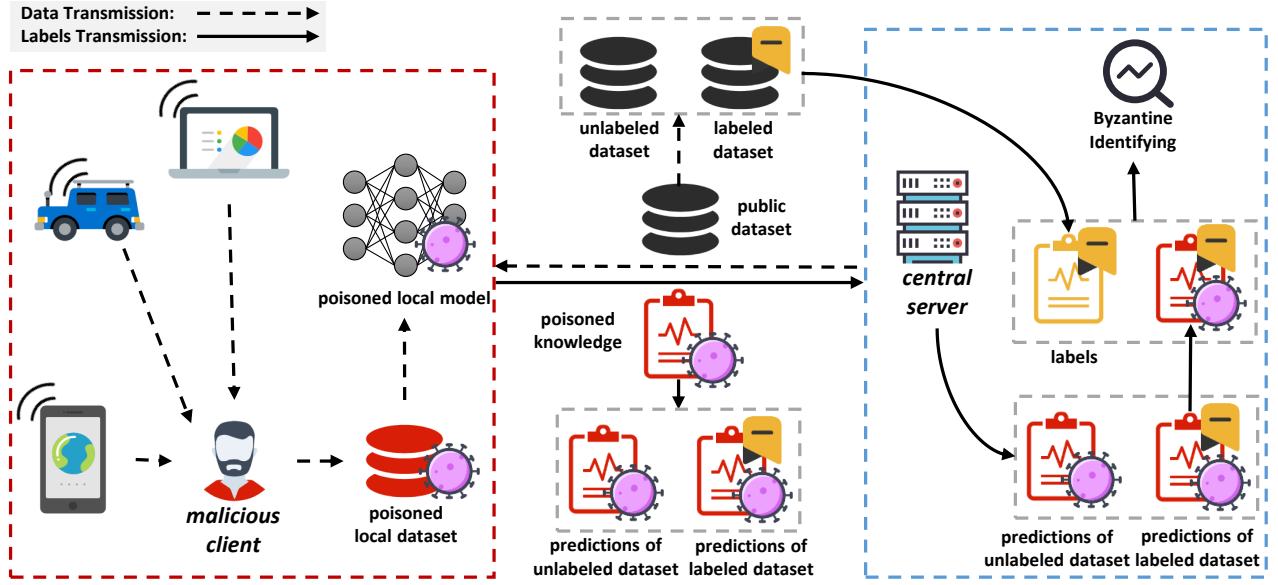 Data Transmission:
Labels Transmission:
unlabeled
dataset
labeled
dataset
public
dataset
Byzantine
Identifying
central
server
labels
poisoned local model
poisoned
knowledge
malicious
client
poisoned
local dataset
predictions of
unlabeled dataset
predictions of
labeled dataset
predictions of
unlabeled dataset
predictions of
labeled dataset